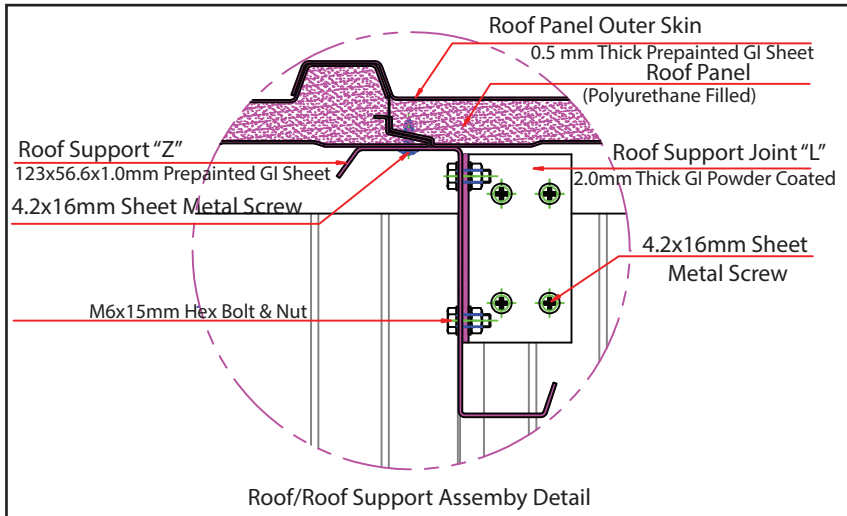 Roof Panel Outer Skin
0.5 mm Thick Prepainted GI Sheet
Roof Panel
(Polyurethane Filled)
Roof Support "Z"
123x56.6x1.0mm Prepainted GI Sheet
4.2x16mm Sheet Metal Screw
Roof Support Joint "L"
2.0mm Thick GI Powder Coated
4.2x16mm Sheet
Metal Screw
M6x15mm Hex Bolt & Nut
Roof/Roof Support Assemby Detail